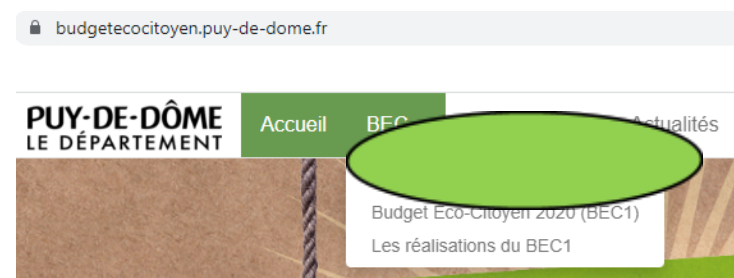 budgetecocitoyen.puy-de-dome.fr
PUY-DE-DÔME
LE DÉPARTEMENT
Accueil BEC Actualités
Budget Eco-Citoyen 2020 (BEC1)
Les réalisations du BEC1